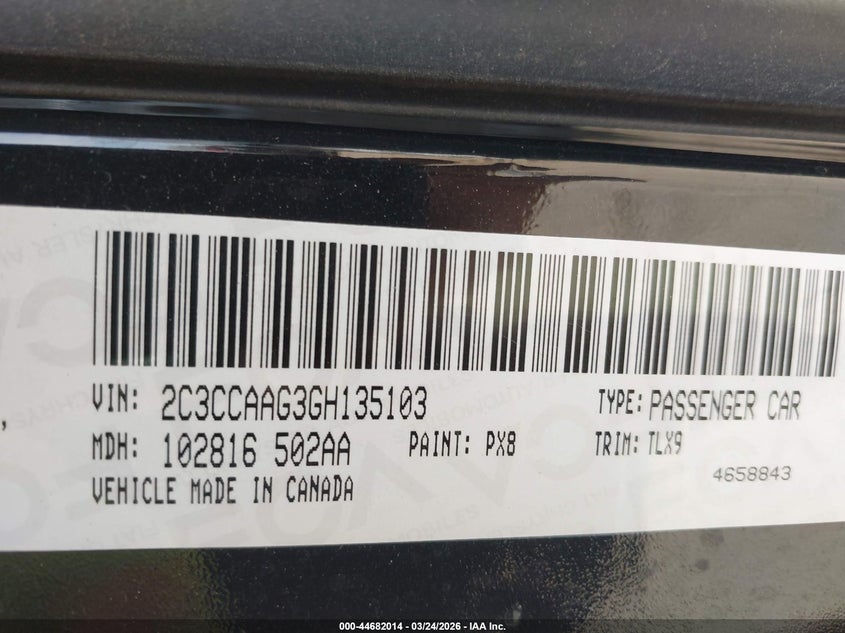 VIN: 2C3CCAAG3GH135103 TYPE: PASSENGER CAR
MDH: 102816 502AA PAINT: PX8 TRIM: TLX9
4658843
VEHICLE MADE IN CANADA
000-44682014 - 03/24/2026 - IAA Inc.